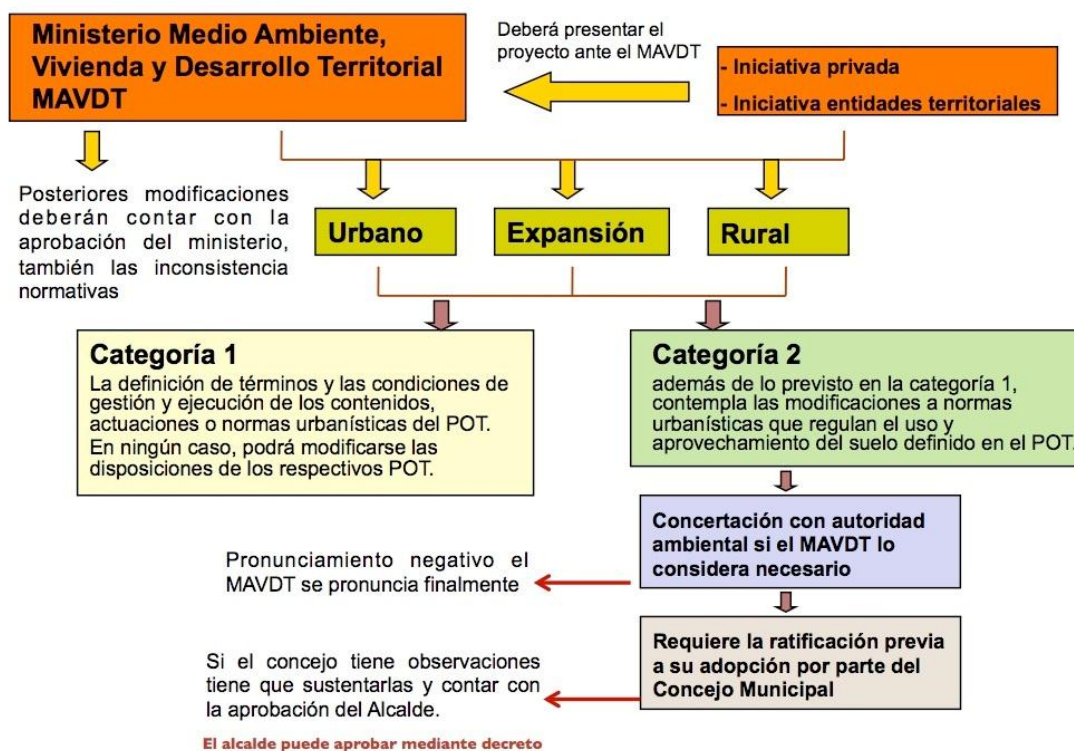 Ministerio Medio Ambiente,
Vivienda y Desarrollo Territorial
MAVDT
Deberá presentar el
proyecto ante el MAVDT
- Iniciativa privada
- Iniciativa entidades territoriales
Posteriores modificaciones
deberán contar con la
aprobación del ministerio,
también las inconsistencia
normativas
Urbano
Expansión
Rural
Categoría 1
La definición de términos y las condiciones de
gestión y ejecución de los contenidos,
actuaciones o normas urbanísticas del POT.
En ningún caso, podrá modificarse las
disposiciones de los respectivos POT.
Categoría 2
además de lo previsto en la categoría 1,
contempla las modificaciones a normas
urbanísticas que regulan el uso y
aprovechamiento del suelo definido en el POT.
Concertación con autoridad
ambiental si el MAVDT lo
considera necesario
Pronunciamiento negativo el
MAVDT se pronuncia finalmente
Requiere la ratificación previa
a su adopción por parte del
Concejo Municipal
Si el concejo tiene observaciones
tiene que sustentarlas y contar con
la aprobación del Alcalde.
El alcalde puede aprobar mediante decreto